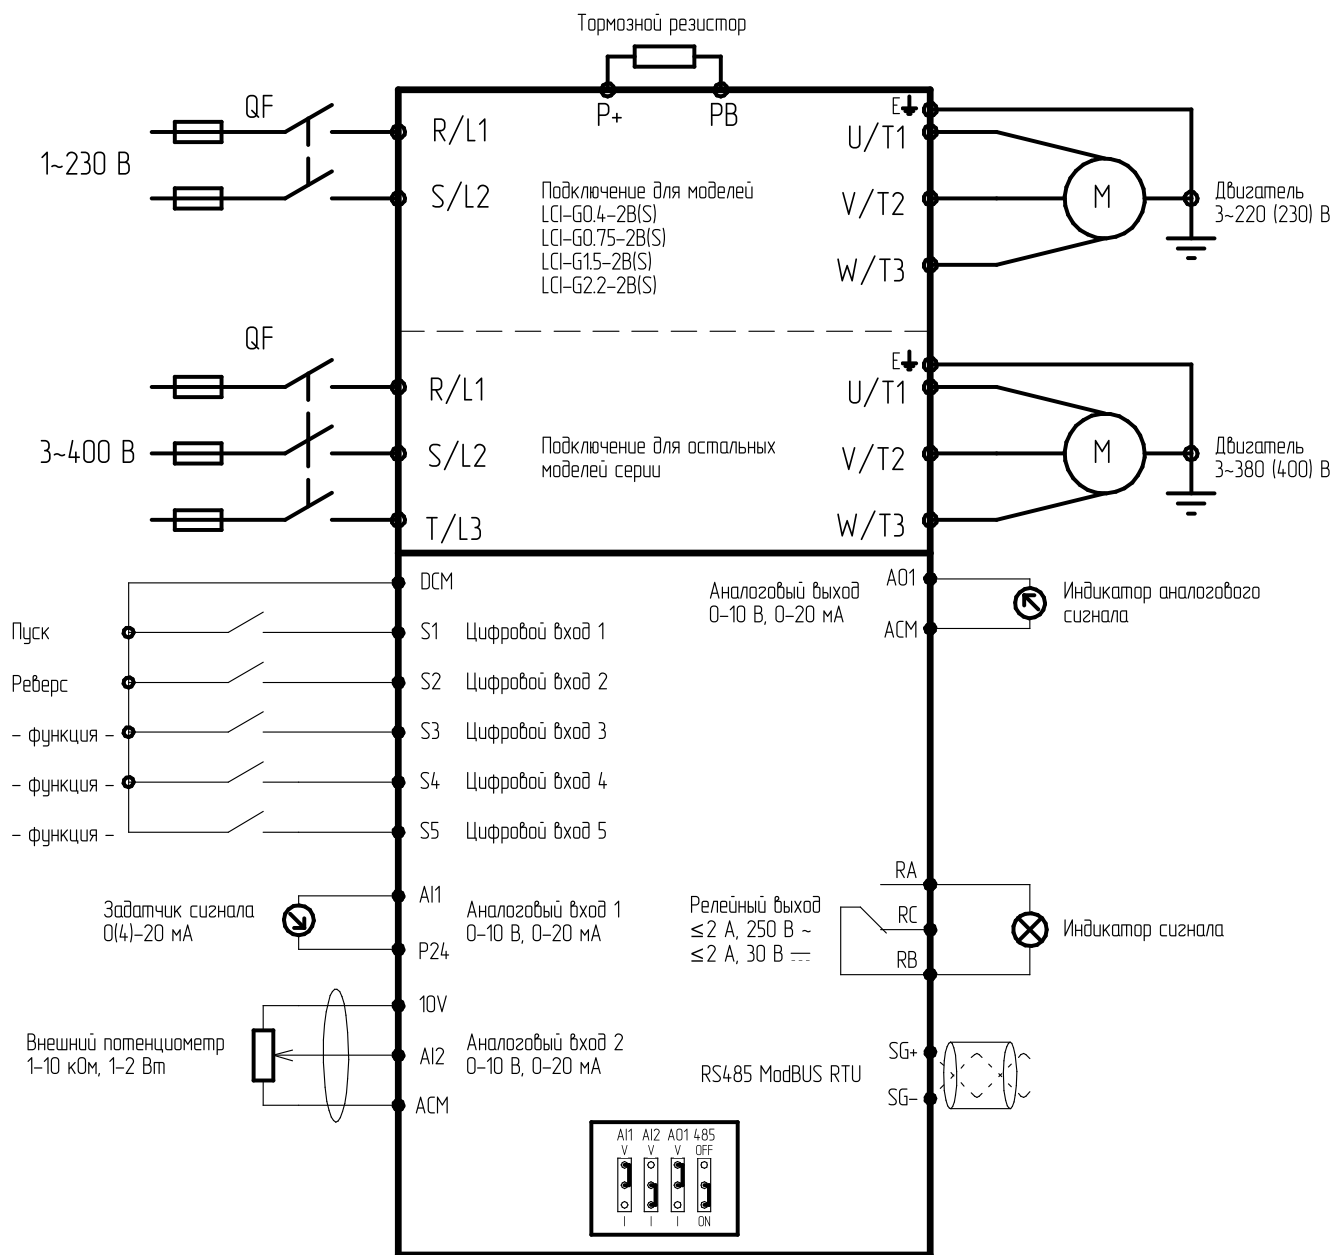 Тормозной резистор
P+
PB
QF
1~230 В
R/L1
S/L2
Подключение для моделей
LCI-G0.4-2B(S)
LCI-G0.75-2B(S)
LCI-G1.5-2B(S)
LCI-G2.2-2B(S)
E
U/T1
V/T2
W/T3
M
Двигатель
3~220 (230) В
QF
3~400 В
R/L1
S/L2
T/L3
Подключение для остальных
моделей серии
E
U/T1
V/T2
W/T3
M
Двигатель
3~380 (400) В
DCM
Пуск
S1 Цифровой вход 1
Реверс
S2 Цифровой вход 2
- функция -
S3 Цифровой вход 3
- функция -
S4 Цифровой вход 4
- функция -
S5 Цифровой вход 5
Аналоговый выход
0-10 В, 0-20 мА
AO1
ACM
Индикатор аналогового
сигнала
Задатчик сигнала
0(4)-20 мА
AI1
P24
Аналоговый вход 1
0-10 В, 0-20 мА
Релейный выход
≤2 А, 250 В ~
≤2 А, 30 В ⎓
RA
RC
RB
Индикатор сигнала
Внешний потенциометр
1-10 кОм, 1-2 Вт
10V
AI2
ACM
Аналоговый вход 2
0-10 В, 0-20 мА
RS485 ModBUS RTU
SG+
SG-
AI1 AI2 AO1 485
V V V OFF
I I I ON